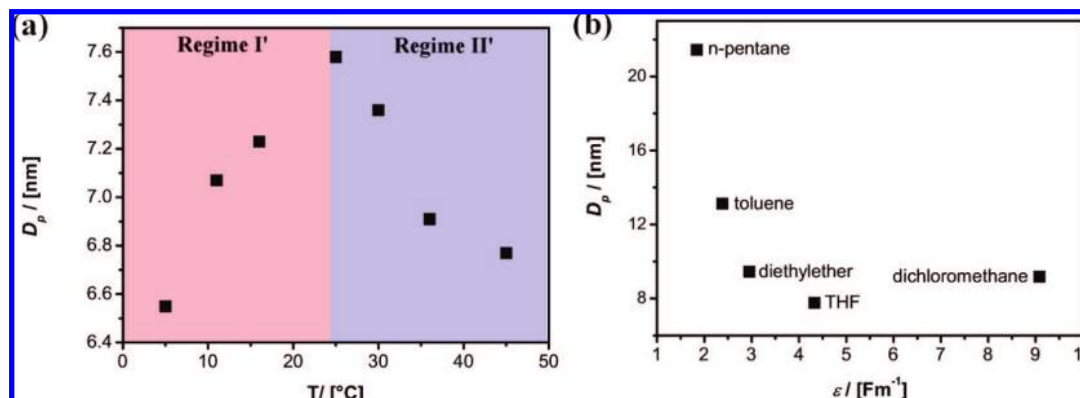 (a)
Regime I'
Regime II'
7.6
7.4
7.2
7.0
6.8
6.6
6.4
D_p / [nm]
0 10 20 30 40 50
T/ [°C]
(b)
n-pentane
toluene
diethylether
THF
dichloromethane
20
16
12
8
D_p / [nm]
1 2 3 4 5 6 7 8 9
ε / [Fm⁻¹]